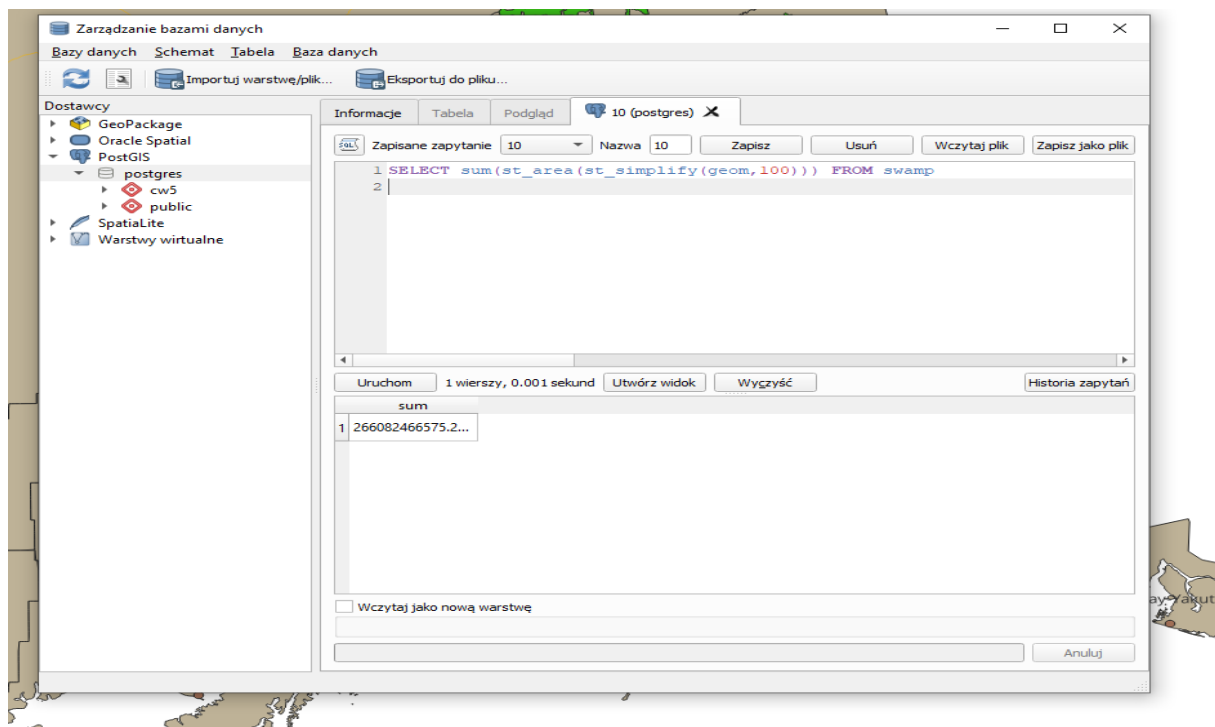 Zarządzanie bazami danych
Bazy danych Schemat Tabela Baza danych
Importuj warstwę/plik... Eksportuj do pliku...
Dostawcy
GeoPackage
Oracle Spatial
PostGIS
postgres
cw5
public
SpatiaLite
Warstwy wirtualne
Informacje Tabela Podgląd 10 (postgres)
SQL Zapisane zapytanie 10 Nazwa 10 Zapisz Usuń Wczytaj plik Zapisz jako plik
1 SELECT sum(st_area(st_simplify(geom,100))) FROM swamp
2
Uruchom 1 wierszy, 0.001 sekund Utwórz widok Wyczyść Historia zapytań
sum
1 266082466575.2...
Wczytaj jako nową warstwę
Anuluj